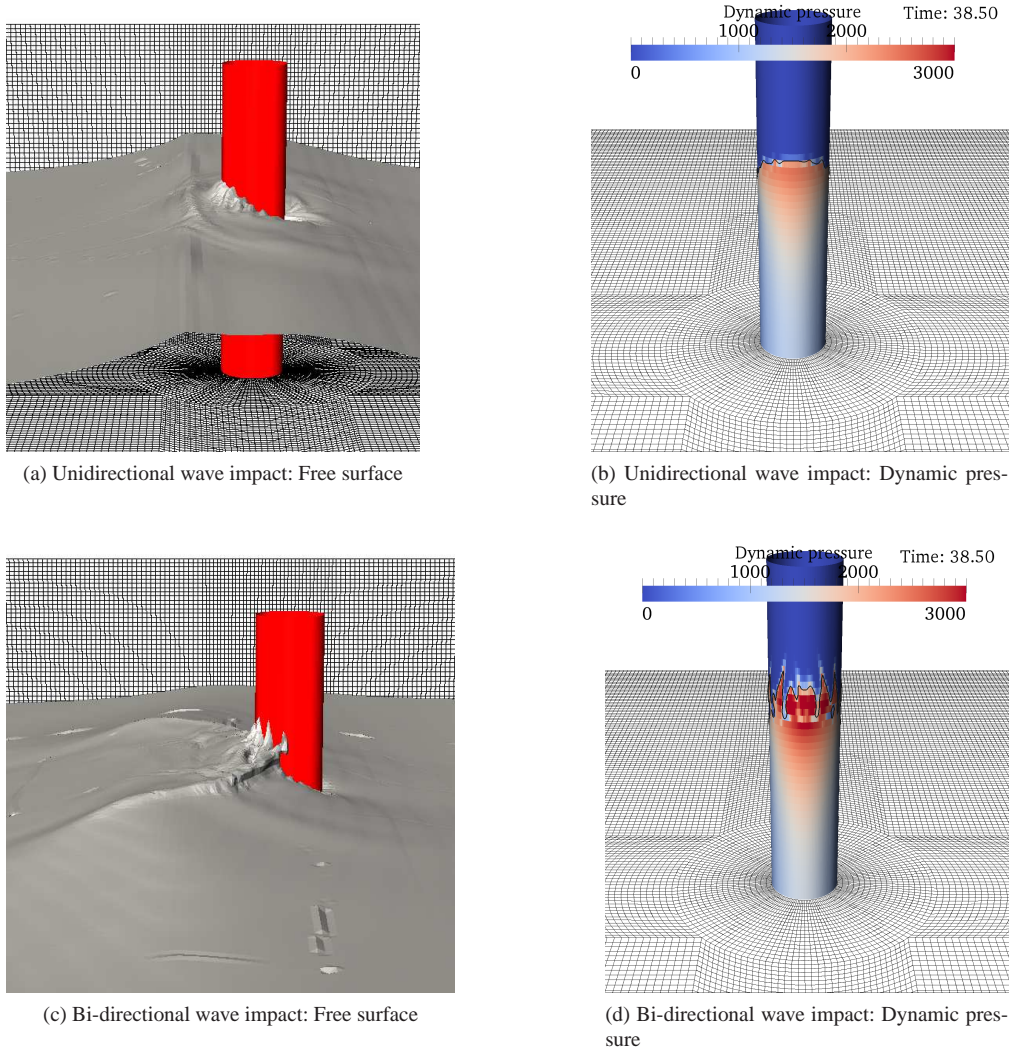 Dynamic pressure Time: 38.50
1000 2000
0 3000
(a) Unidirectional wave impact: Free surface
(b) Unidirectional wave impact: Dynamic pres-
sure
Dynamic pressure Time: 38.50
1000 2000
0 3000
(c) Bi-directional wave impact: Free surface
(d) Bi-directional wave impact: Dynamic pres-
sure